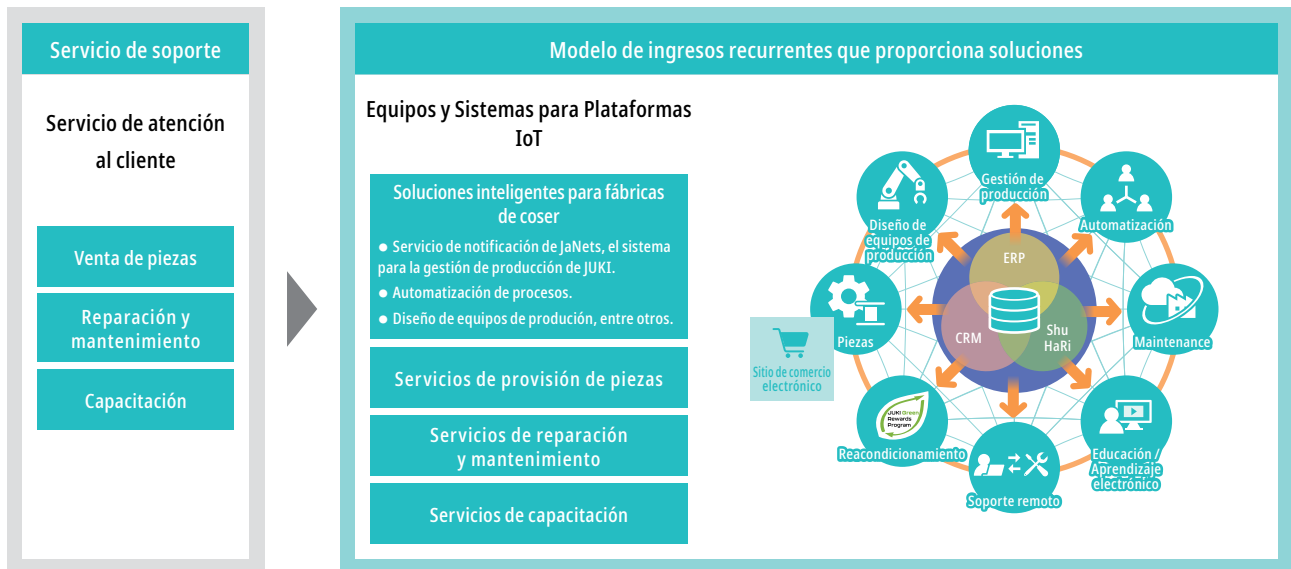 Servicio de soporte
Servicio de atención
al cliente
Venta de piezas
Reparación y
mantenimiento
Capacitación
Modelo de ingresos recurrentes que proporciona soluciones
Equipos y Sistemas para Plataformas
IoT
Soluciones inteligentes para fábricas
de coser
● Servicio de notificación de JaNets, el sistema
para la gestión de producción de JUKI.
● Automatización de procesos.
● Diseño de equipos de produción, entre otros.
Servicios de provisión de piezas
Servicios de reparación
y mantenimiento
Servicios de capacitación
Gestión de
producción
Automatización
Maintenance
Educación /
Aprendizaje
electrónico
Soporte remoto
JUKI Green
Rewards
Program
Reacondicionamiento
Piezas
Sitio de comercio
electrónico
Diseño de
equipos de
producción
ERP
CRM
Shu
HaRi